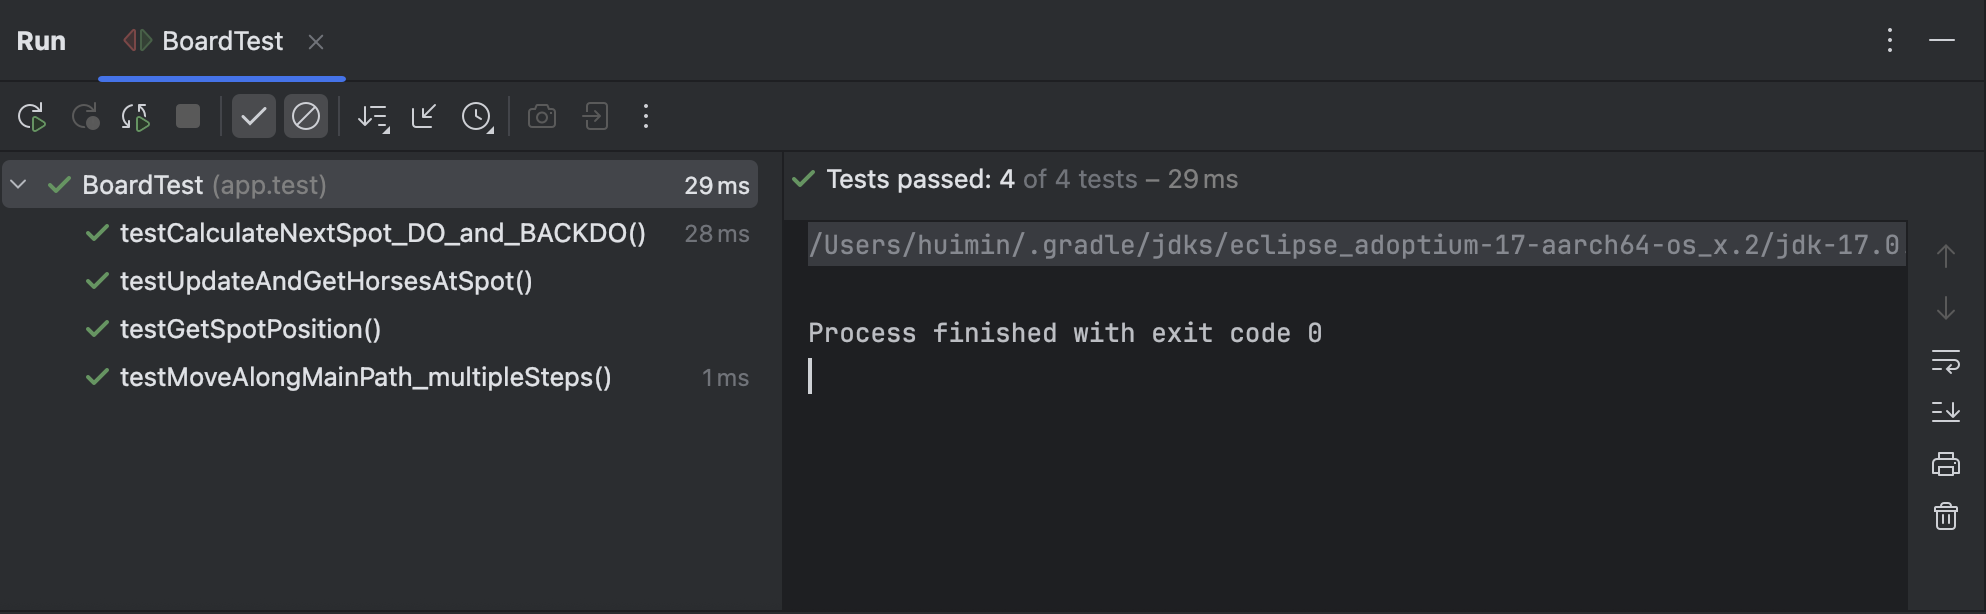 Run BoardTest
BoardTest (app.test) 29 ms
testCalculateNextSpot_DO_and_BACKDO() 28 ms
testUpdateAndGetHorsesAtSpot()
testGetSpotPosition()
testMoveAlongMainPath_multipleSteps() 1 ms
Tests passed: 4 of 4 tests – 29 ms
/Users/huimin/.gradle/jdks/eclipse_adoptium-17-aarch64-os_x.2/jdk-17.0
Process finished with exit code 0